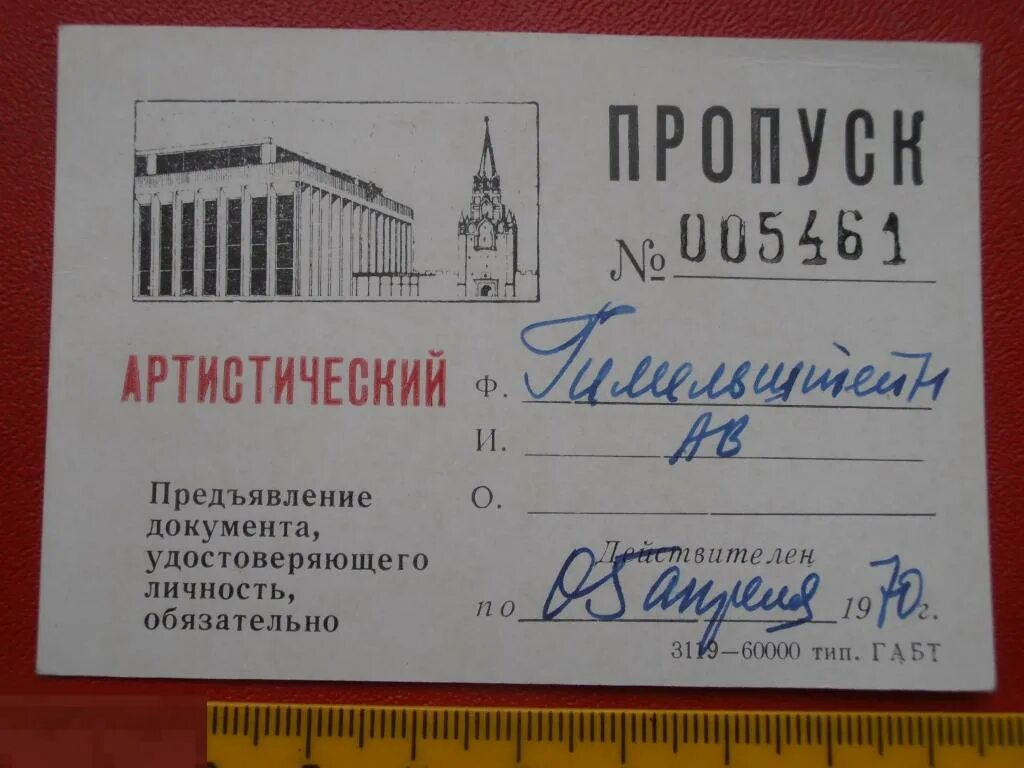 ПРОПУСК
№ 005461
АРТИСТИЧЕСКИЙ
Ф. Гимельштейн
И. АВ
О.
Предъявление
документа,
удостоверяющего
личность,
обязательно
Действителен
по 05 апреля 1970 г.
3119—60000 тип. ГАБТ